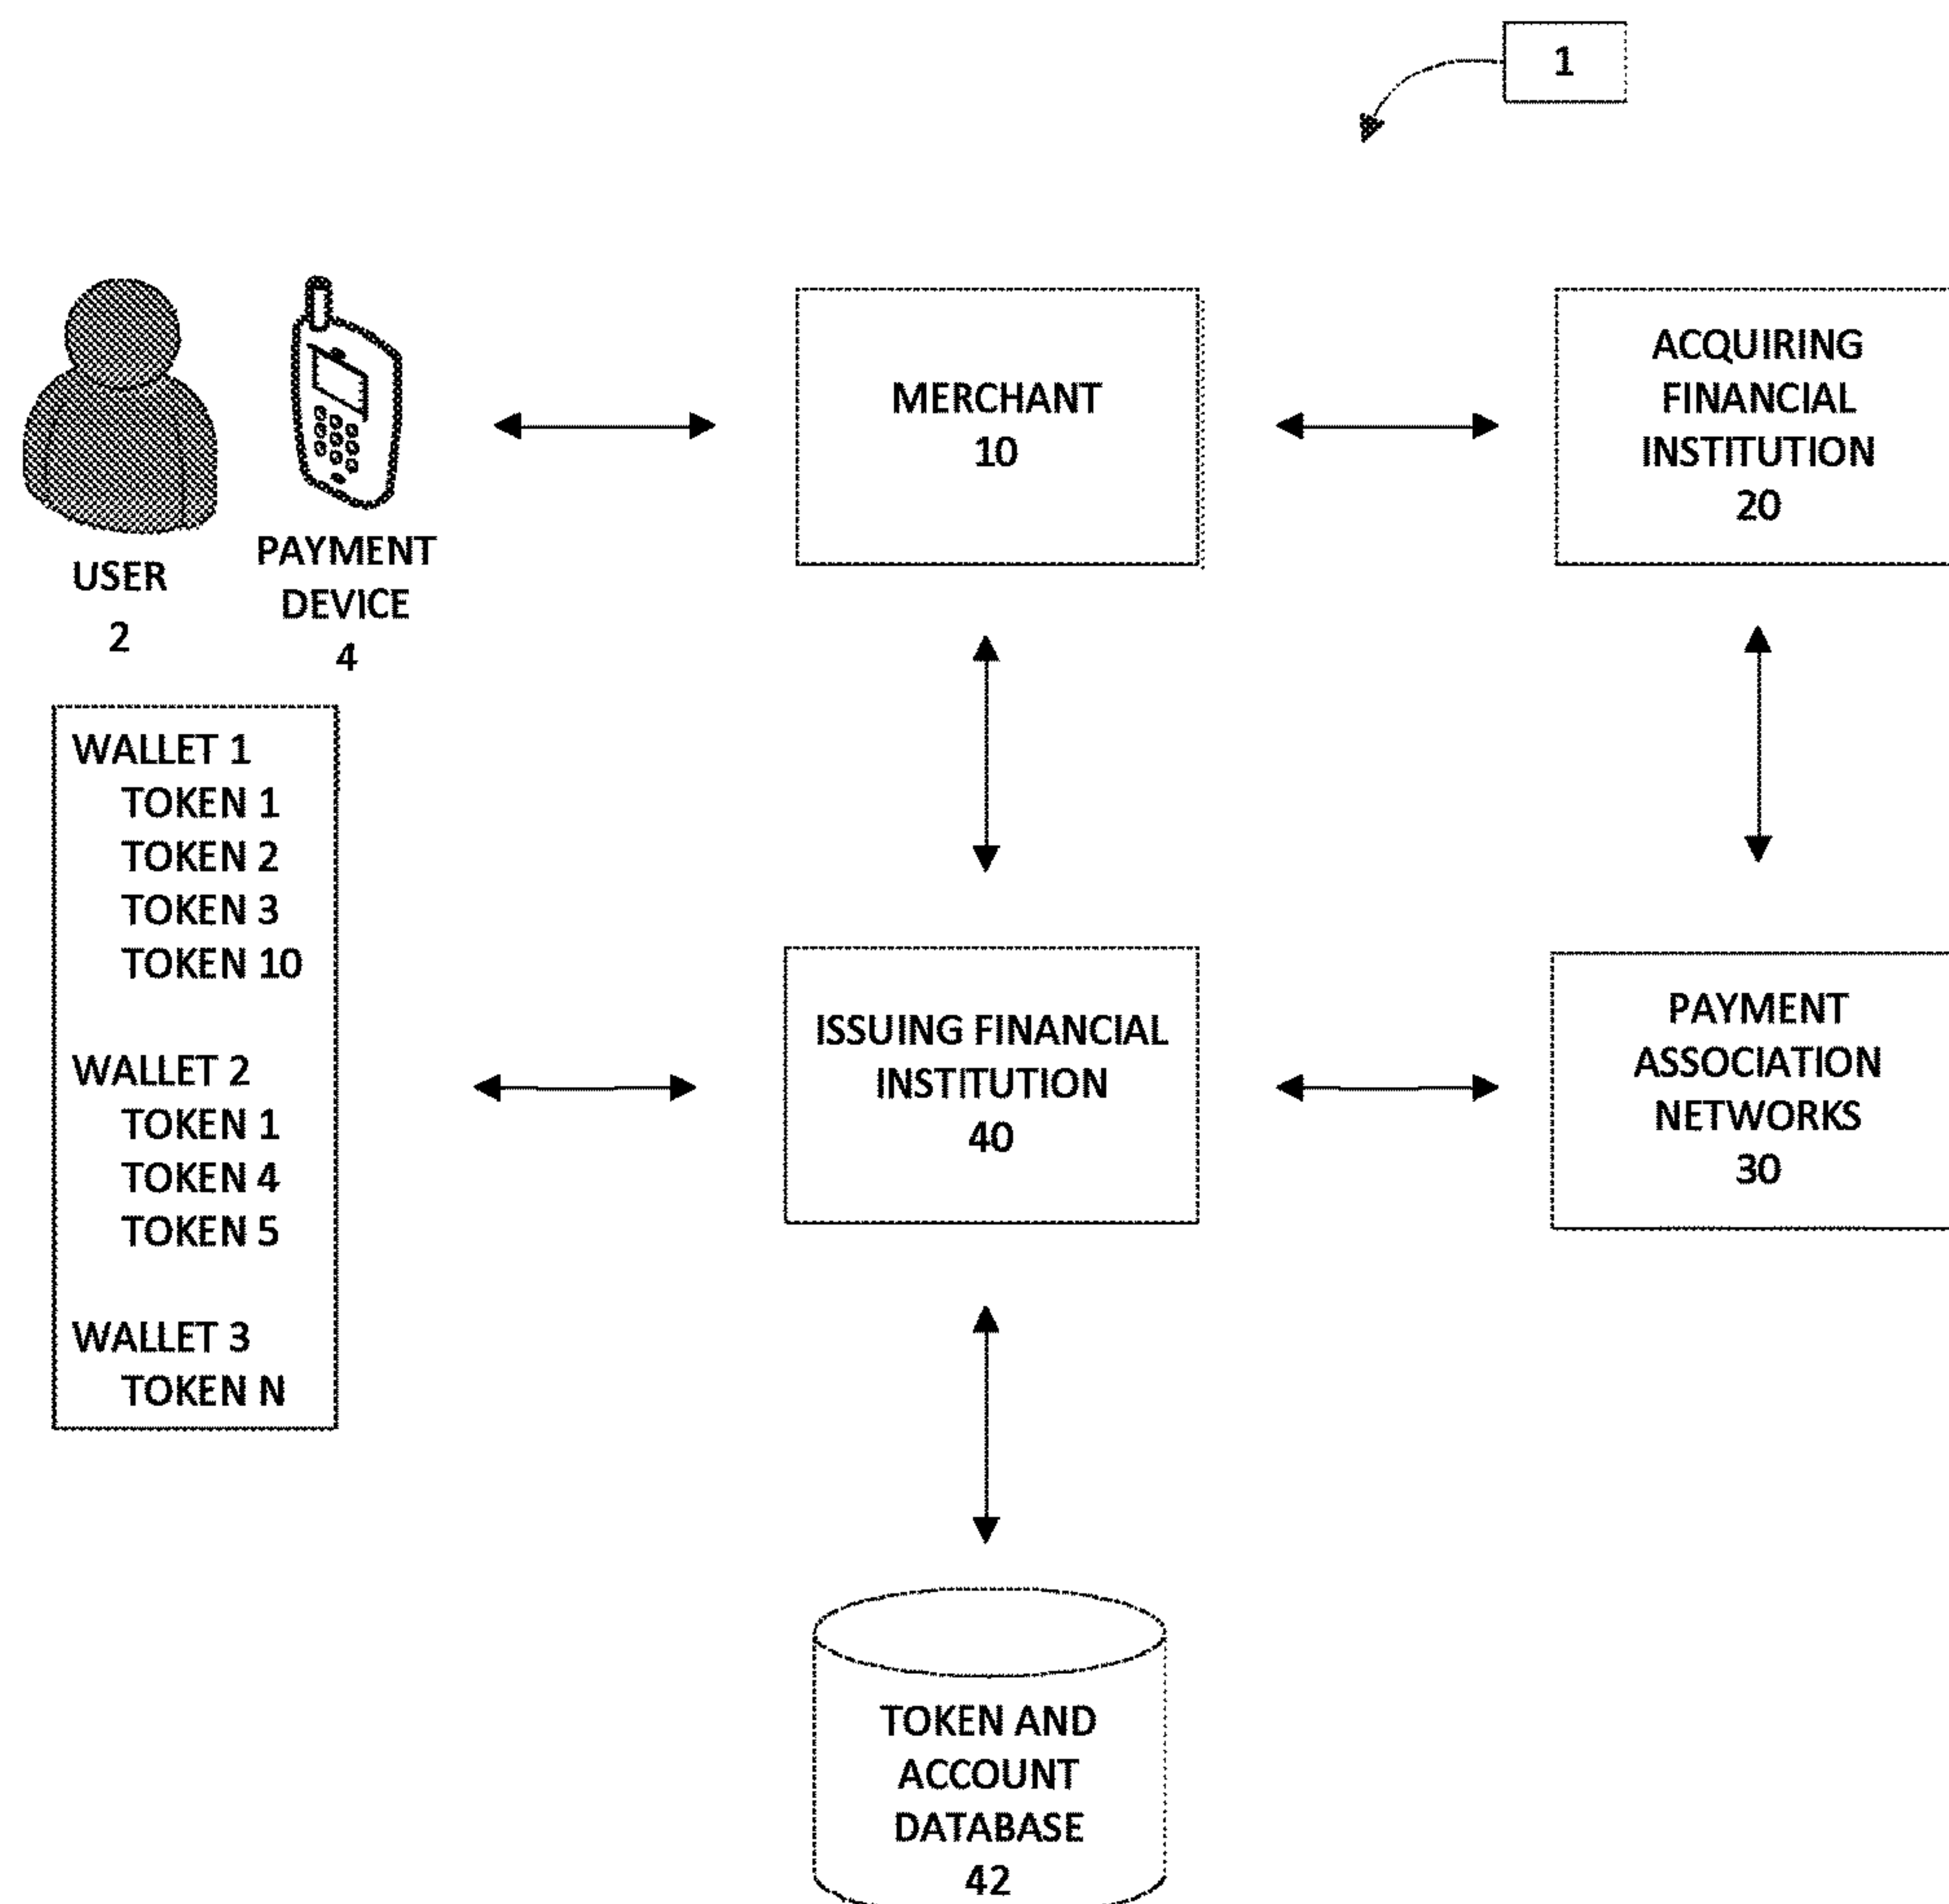 1
USER
2
PAYMENT
DEVICE
4
MERCHANT
10
ACQUIRING
FINANCIAL
INSTITUTION
20
WALLET 1
TOKEN 1
TOKEN 2
TOKEN 3
TOKEN 10
WALLET 2
TOKEN 1
TOKEN 4
TOKEN 5
WALLET 3
TOKEN N
ISSUING FINANCIAL
INSTITUTION
40
PAYMENT
ASSOCIATION
NETWORKS
30
TOKEN AND
ACCOUNT
DATABASE
42